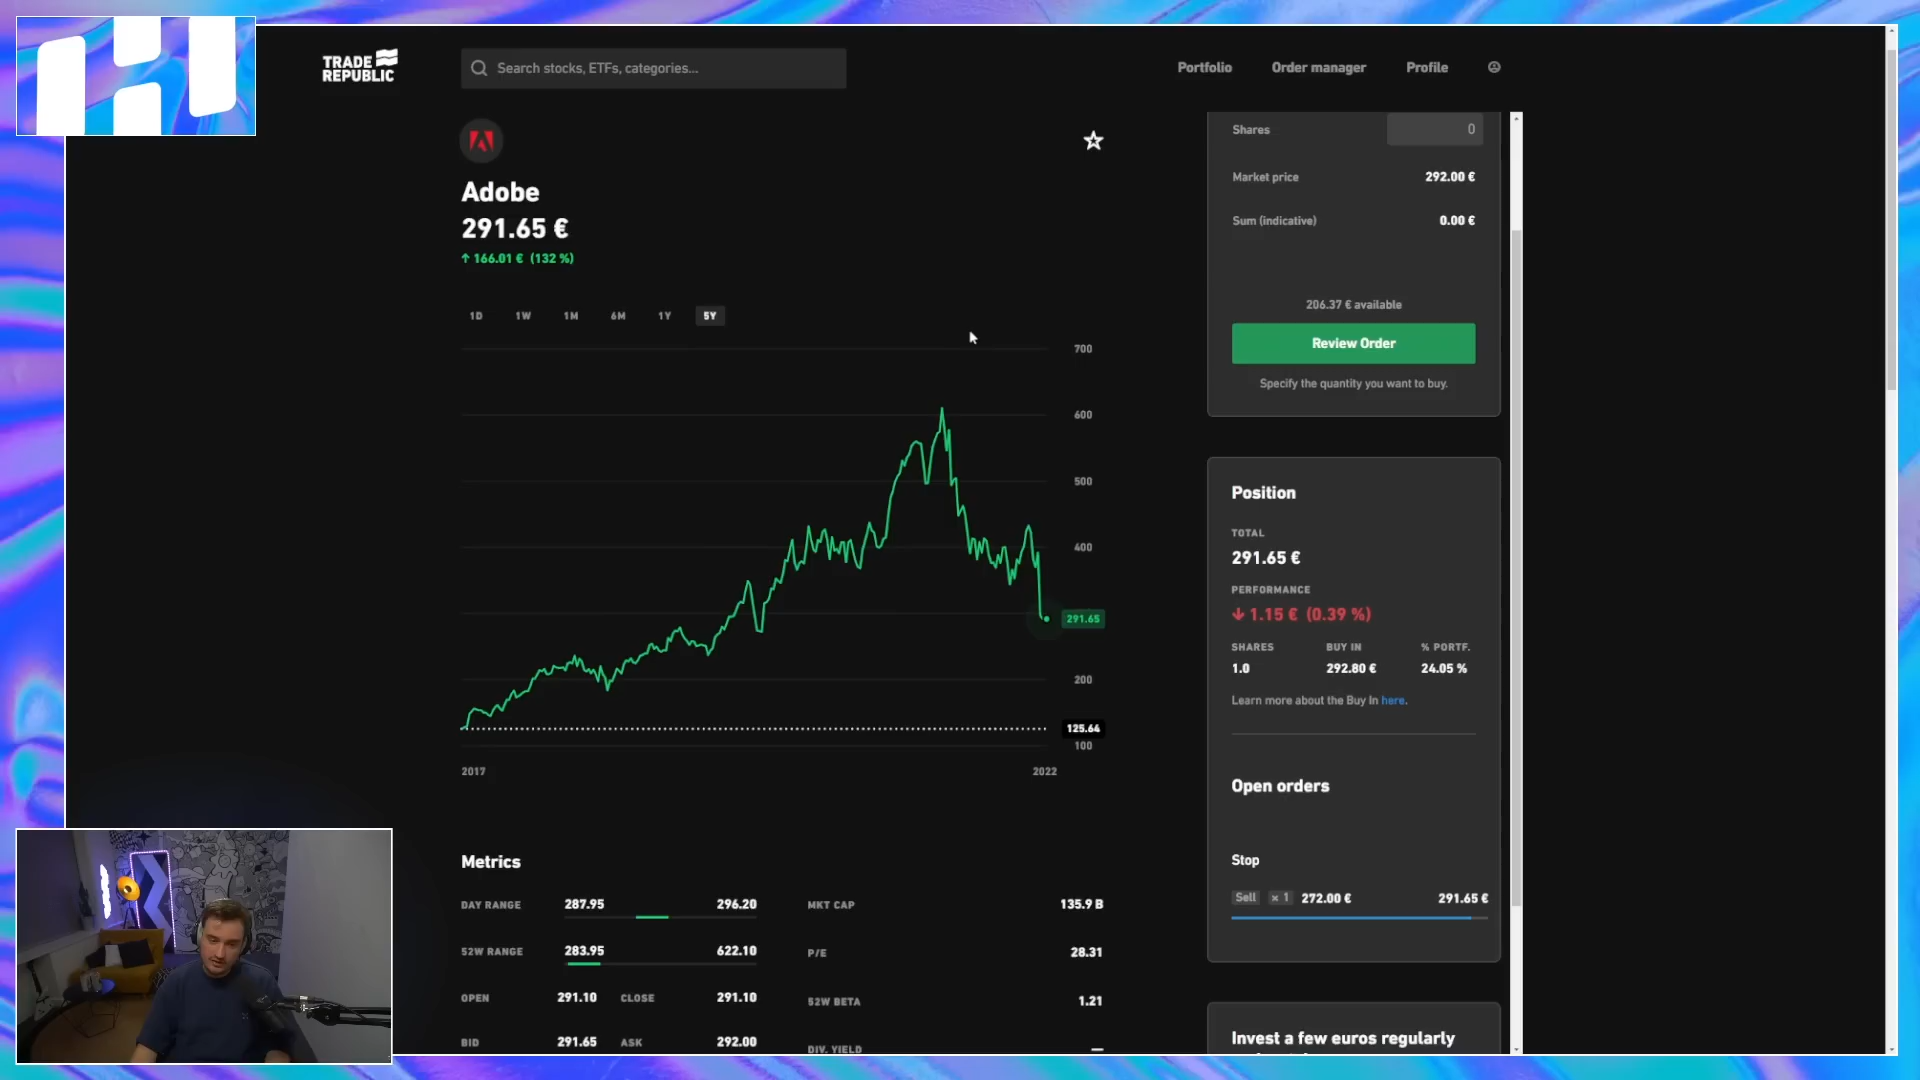 TRADE
REPUBLIC
Search stocks, ETFs, categories...
Portfolio
Order manager
Profile
Adobe
291.65 €
↑ 166.01 € (132 %)
1D 1W 1M 6M 1Y 5Y
700
600
500
400
291.65
200
125.64
100
2017
2022
Metrics
DAY RANGE 287.95 296.20
MKT CAP 135.9 B
52W RANGE 283.95 622.10
P/E 28.31
OPEN 291.10 CLOSE 291.10
52W BETA 1.21
BID 291.65 ASK 292.00
DIV. YIELD —
Shares 0
Market price 292.00 €
Sum (indicative) 0.00 €
206.37 € available
Review Order
Specify the quantity you want to buy.
Position
TOTAL
291.65 €
PERFORMANCE
↓ 1.15 € (0.39 %)
SHARES BUY IN % PORTF.
1.0 292.80 € 24.05 %
Learn more about the Buy In here.
Open orders
Stop
Sell × 1 272.00 € 291.65 €
Invest a few euros regularly